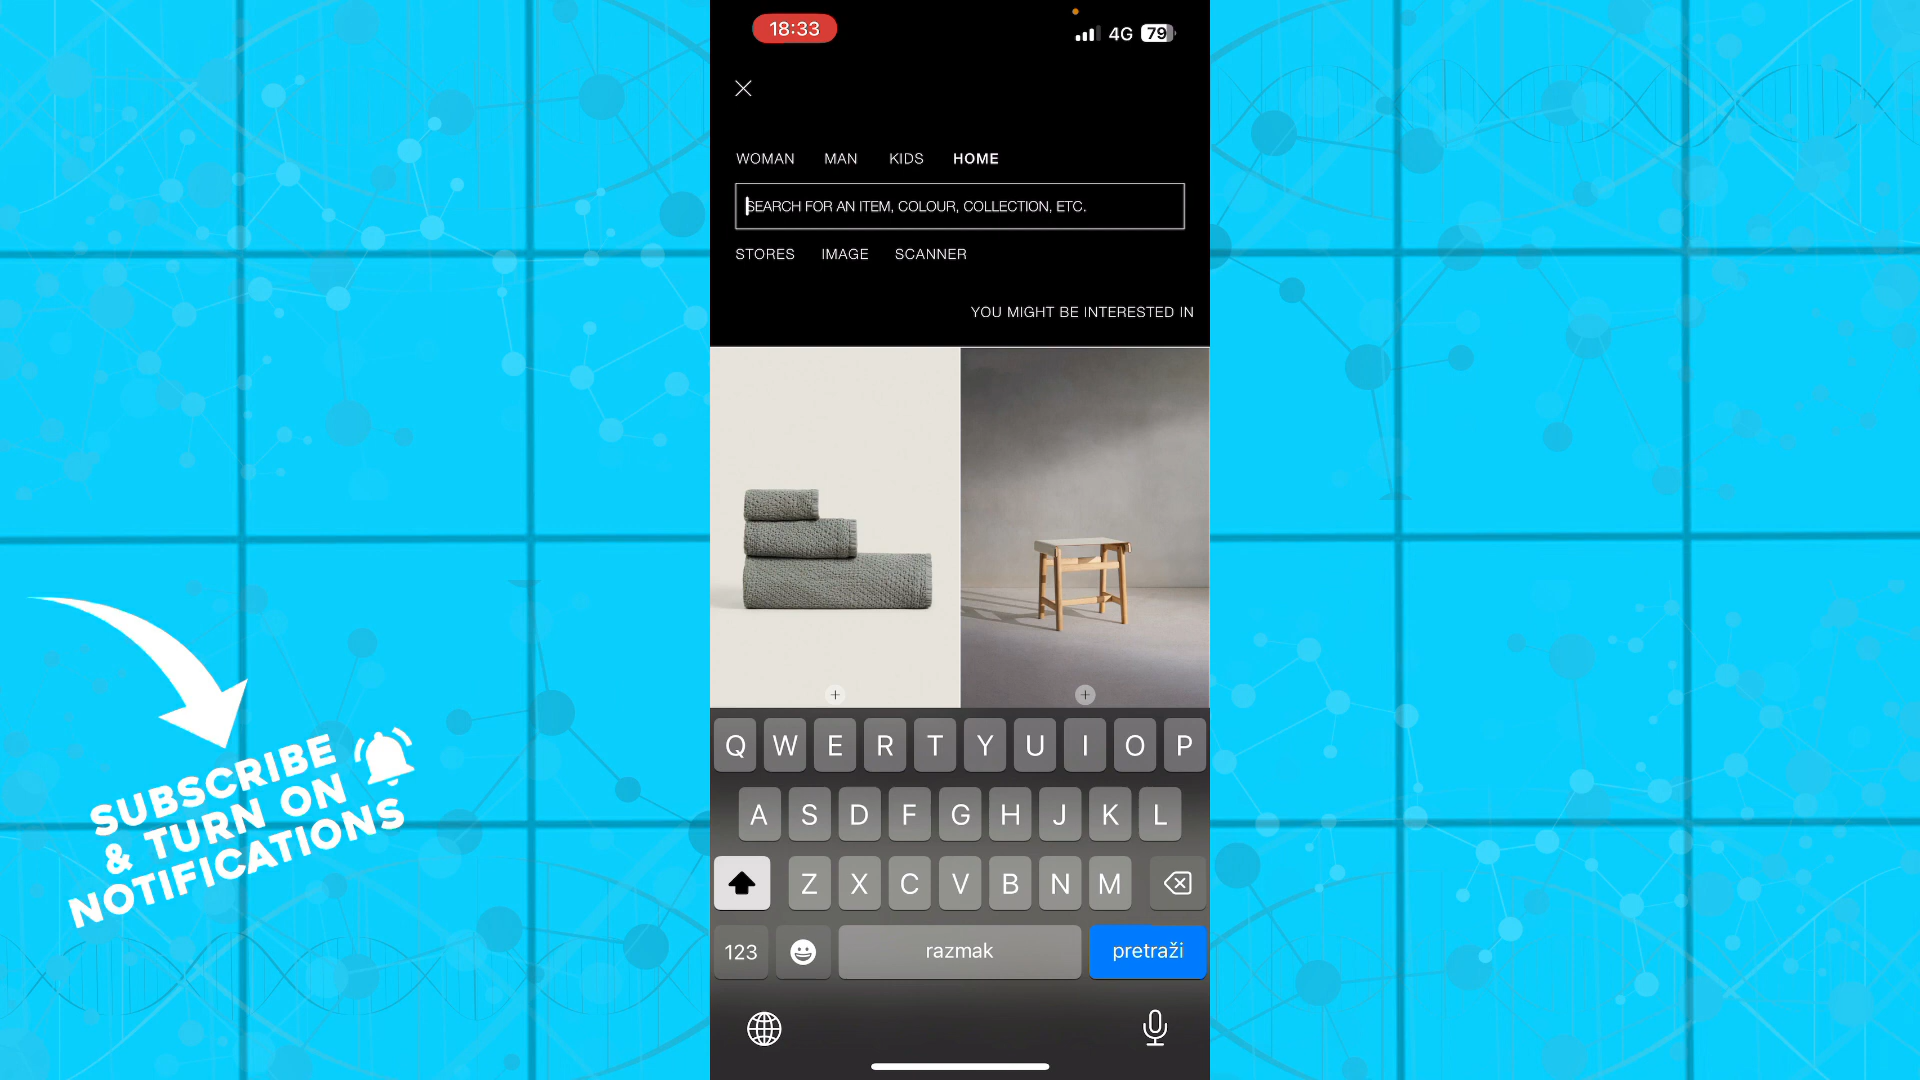 18:33
4G 79
WOMAN MAN KIDS HOME
SEARCH FOR AN ITEM, COLOUR, COLLECTION, ETC.
STORES IMAGE SCANNER
YOU MIGHT BE INTERESTED IN
+ +
Q W E R T Y U I O P
A S D F G H J K L
Z X C V B N M
123 razmak pretraži
SUBSCRIBE
& TURN ON
NOTIFICATIONS